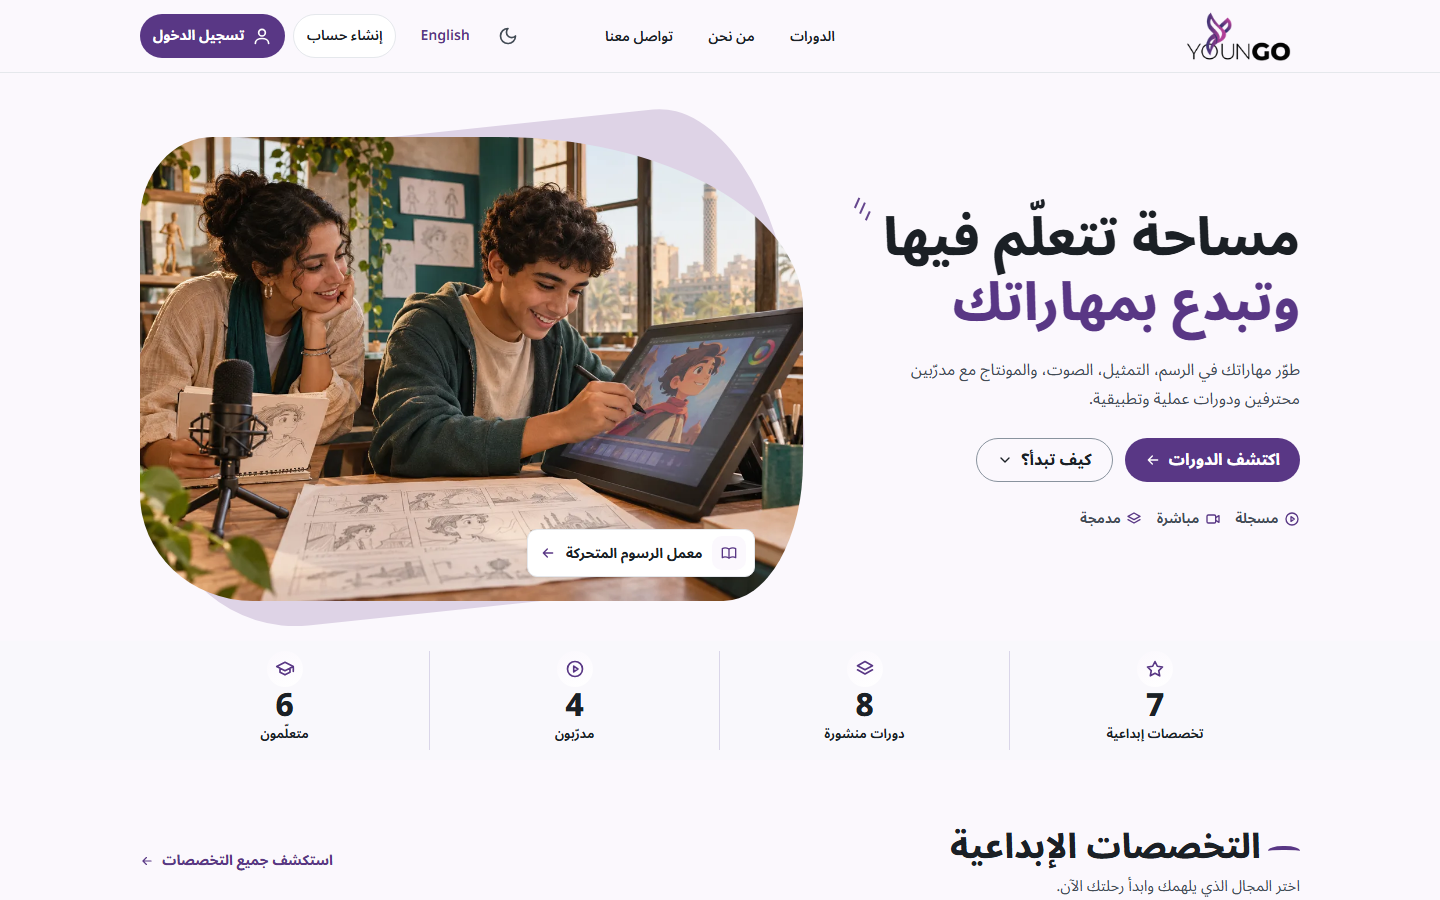 YOUNGO
الدورات
من نحن
تواصل معنا
English
إنشاء حساب
تسجيل الدخول
مساحة تتعلّم فيها
وتبدع بمهاراتك
طوّر مهاراتك في الرسم، التمثيل، الصوت، والمونتاج مع مدرّبين
محترفين ودورات عملية وتطبيقية.
اكتشف الدورات
كيف تبدأ؟
مسجلة
مباشرة
مدمجة
معمل الرسوم المتحركة
7
تخصصات إبداعية
8
دورات منشورة
4
مدرّبون
6
متعلّمون
التخصصات الإبداعية
استكشف جميع التخصصات
اختر المجال الذي يلهمك وابدأ رحلتك الآن.